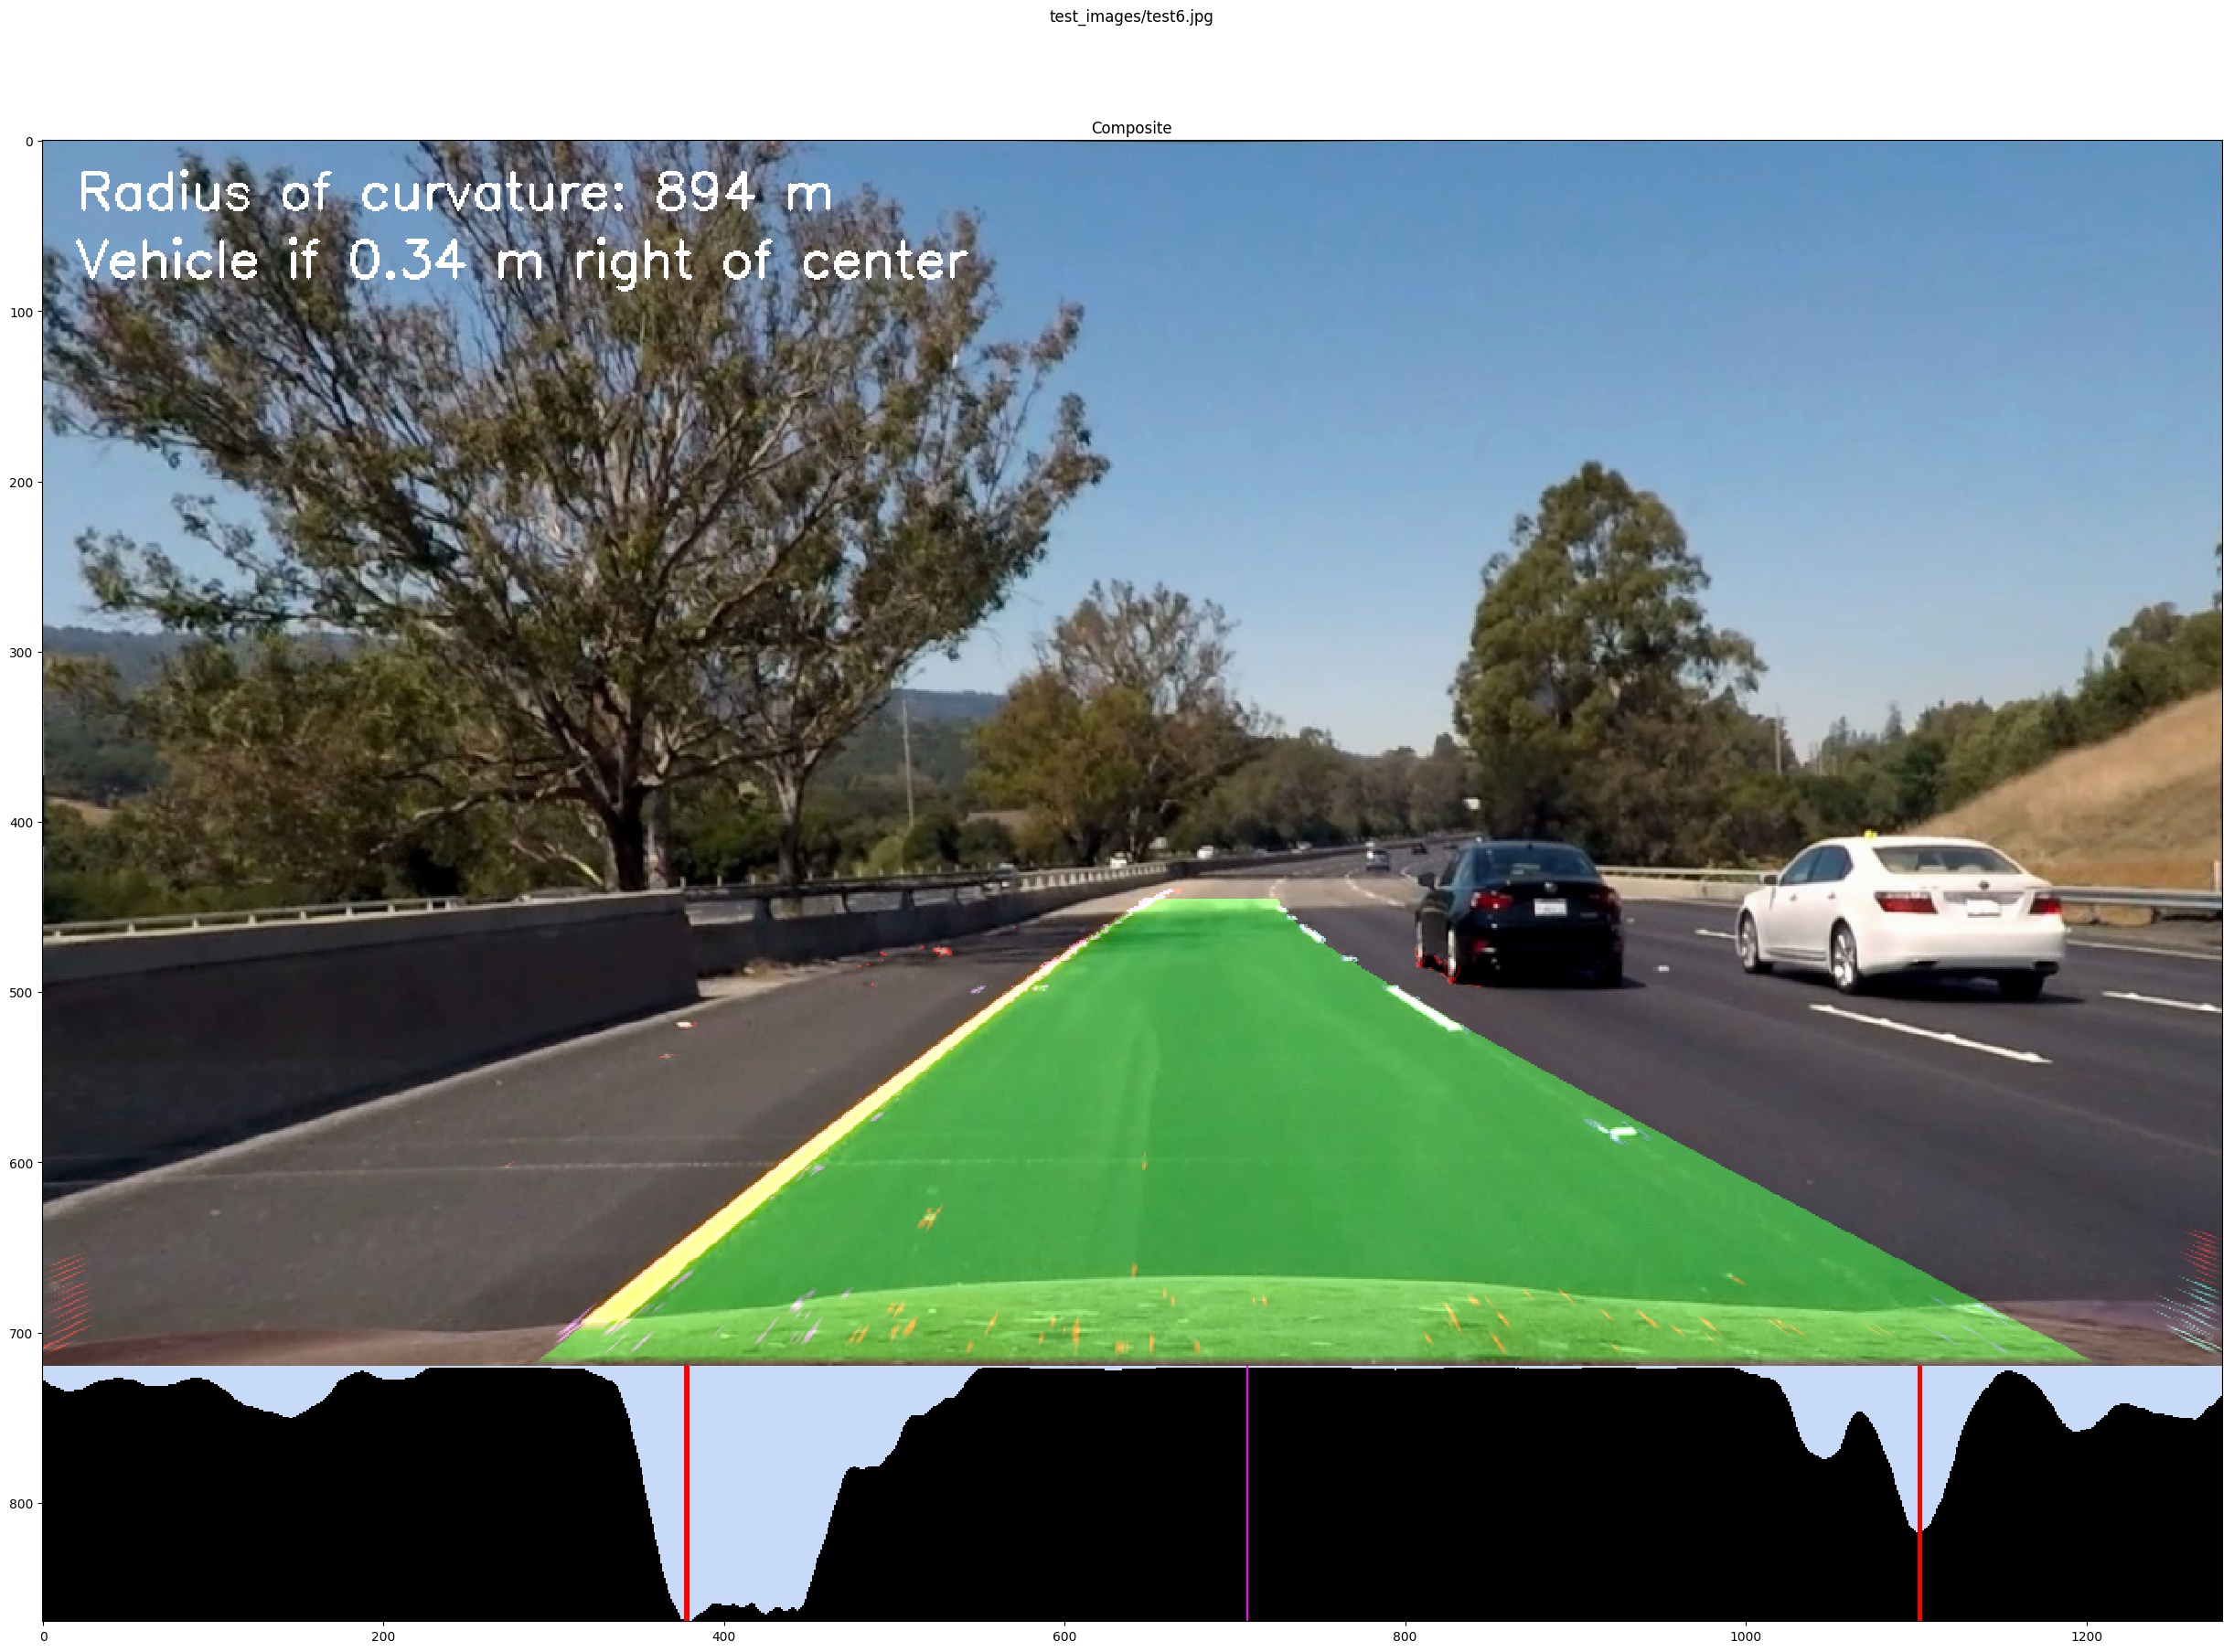 test_images/test6.jpg
Composite
Radius of curvature: 894 m
Vehicle if 0.34 m right of center
0
100
200
300
400
500
600
700
800
0 200 400 600 800 1000 1200